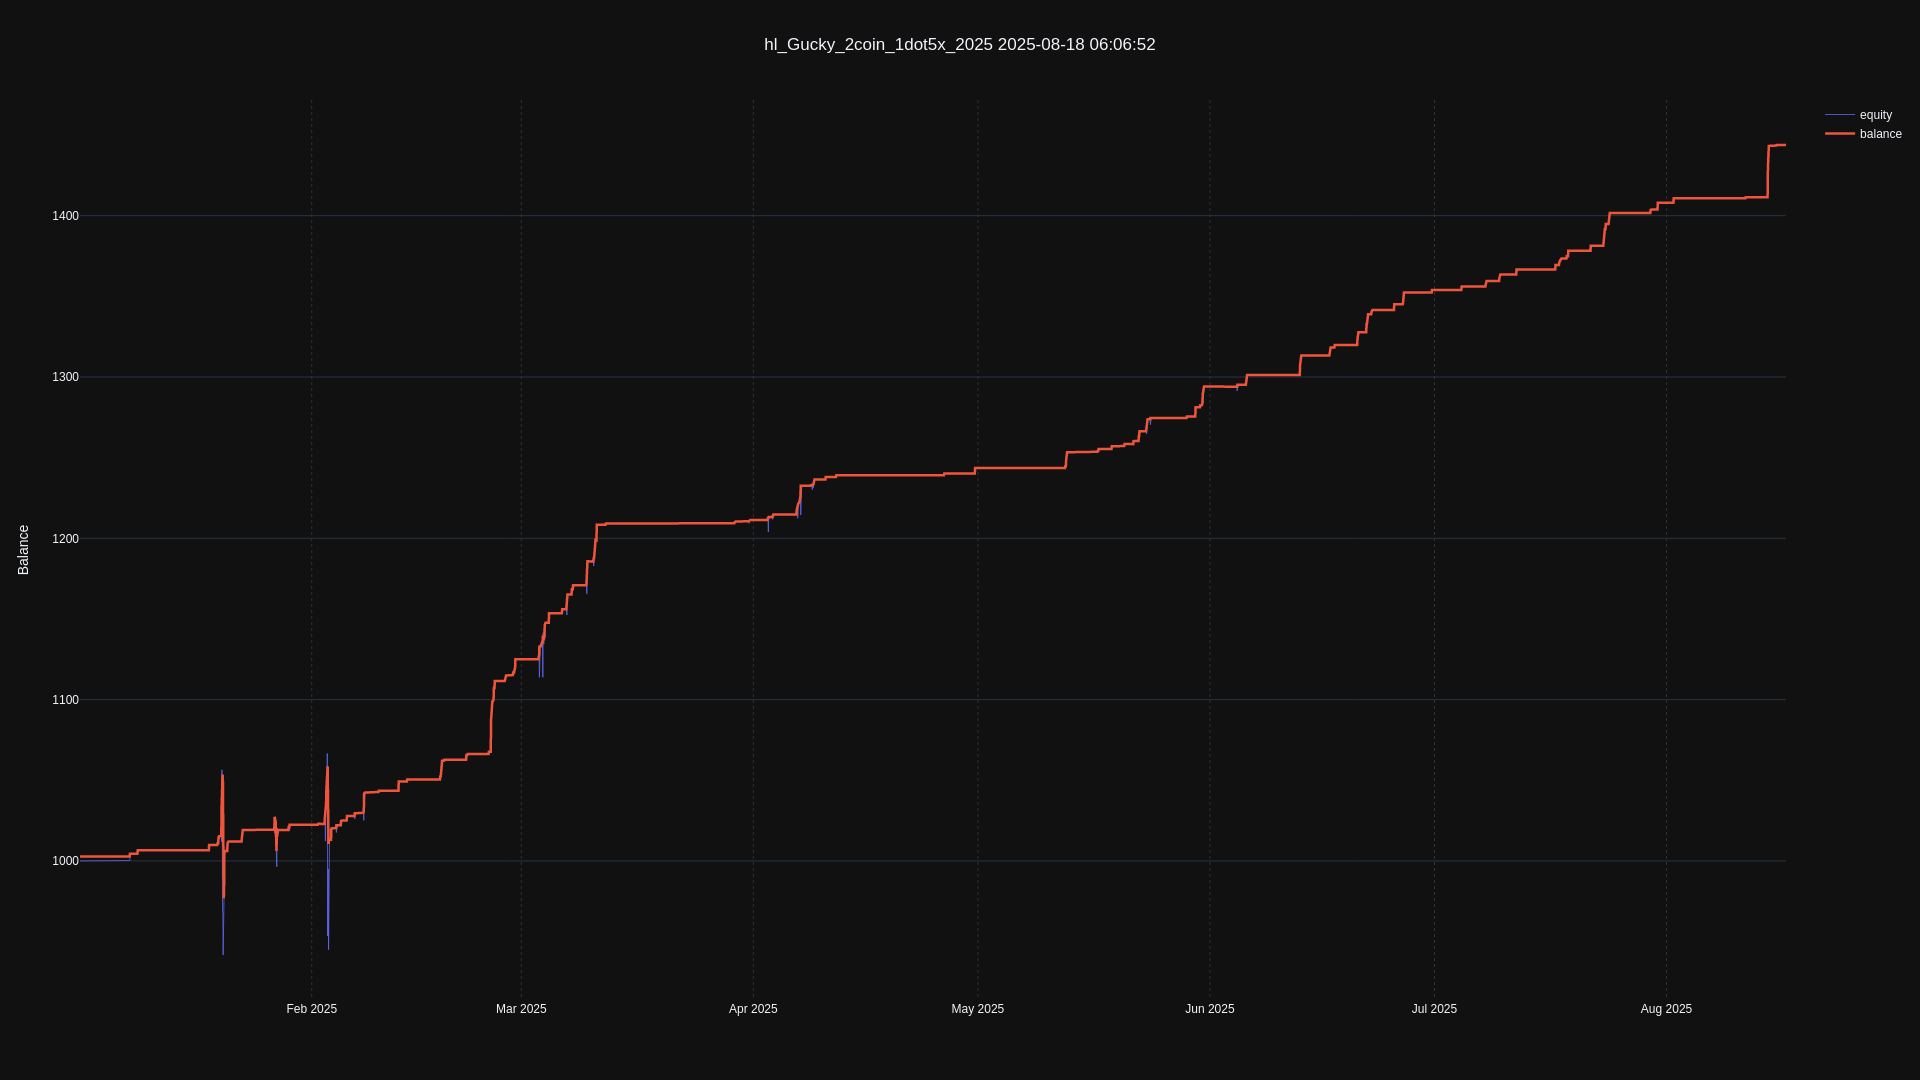 hl_Gucky_2coin_1dot5x_2025 2025-08-18 06:06:52
equity
balance
1400
1300
1200
1100
1000
Balance
Feb 2025
Mar 2025
Apr 2025
May 2025
Jun 2025
Jul 2025
Aug 2025